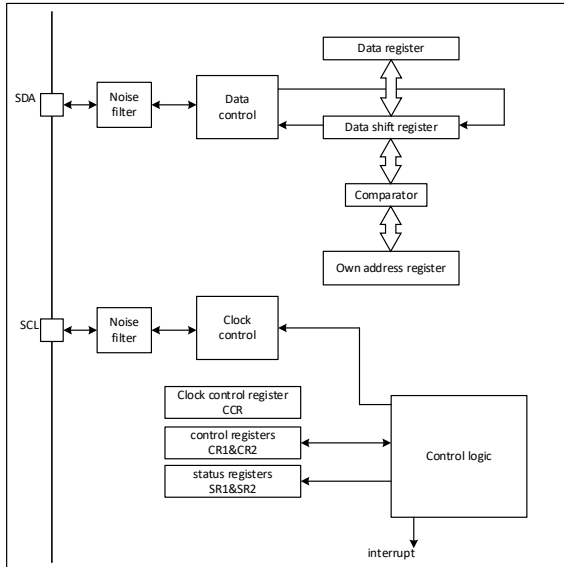 Data register
SDA
Noise
filter
Data
control
Data shift register
Comparator
Own address register
SCL
Noise
filter
Clock
control
Clock control register
CCR
control registers
CR1&CR2
status registers
SR1&SR2
Control logic
interrupt